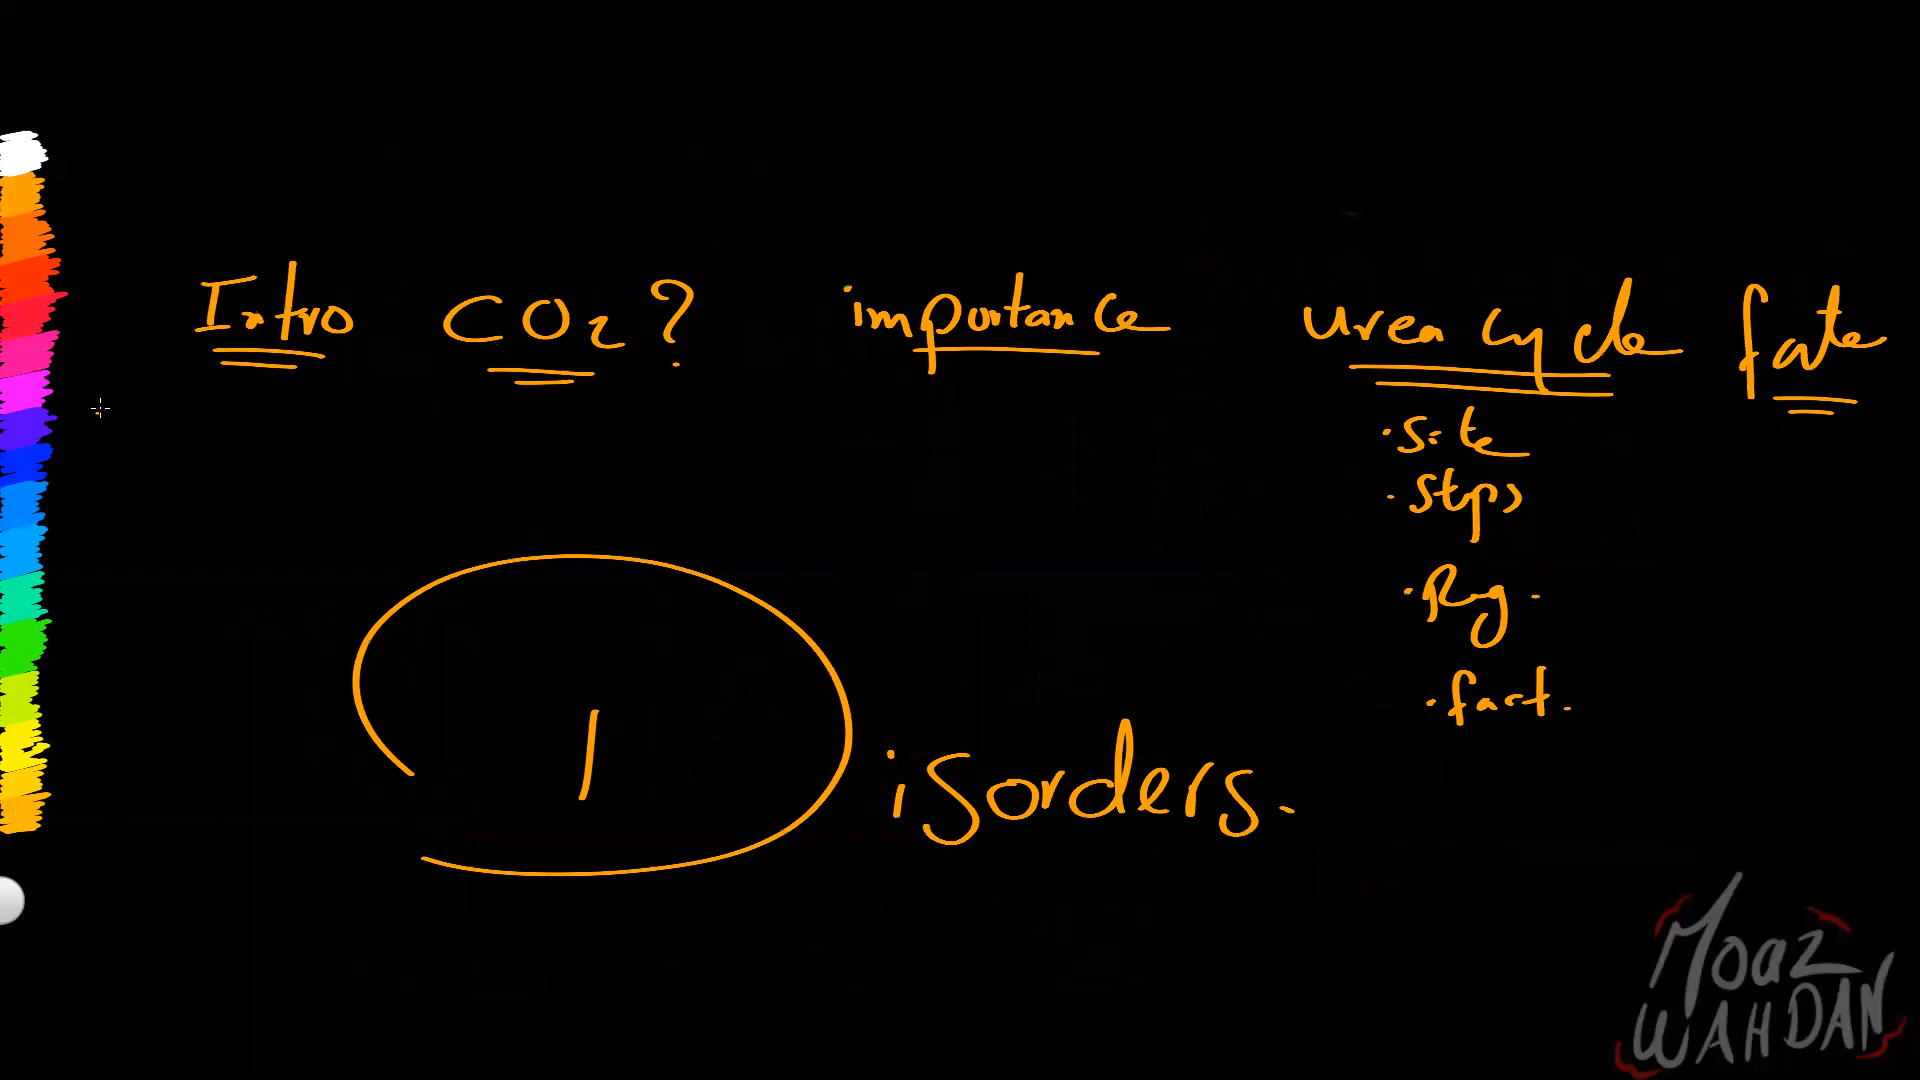 Intro CO2? importance urea cycle fate
· Site
· Steps
· Reg.
· fact.
Disorders.
MOAZ
WAHDAN